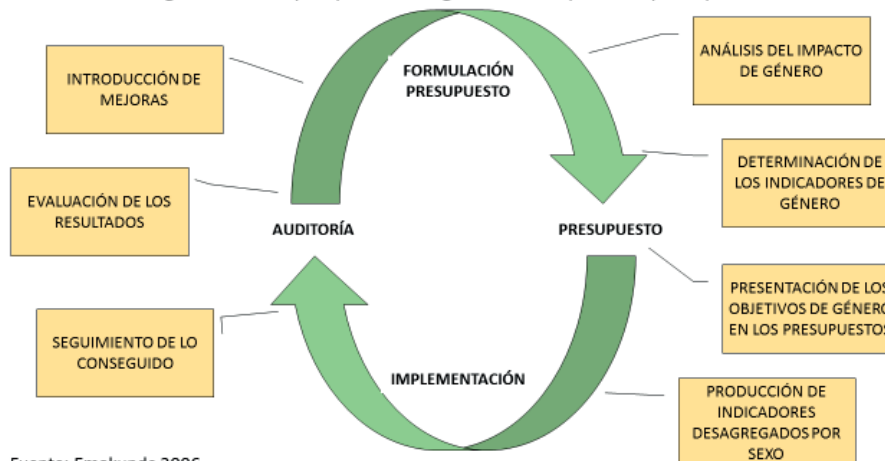 FORMULACIÓN
PRESUPUESTO
ANÁLISIS DEL IMPACTO
DE GÉNERO
INTRODUCCIÓN DE
MEJORAS
DETERMINACIÓN DE
LOS INDICADORES DE
GÉNERO
EVALUACIÓN DE LOS
RESULTADOS
AUDITORÍA
PRESUPUESTO
PRESENTACIÓN DE LOS
OBJETIVOS DE GÉNERO
EN LOS PRESUPUESTOS
SEGUIMIENTO DE LO
CONSEGUIDO
IMPLEMENTACIÓN
PRODUCCIÓN DE
INDICADORES
DESAGREGADOS POR
SEXO